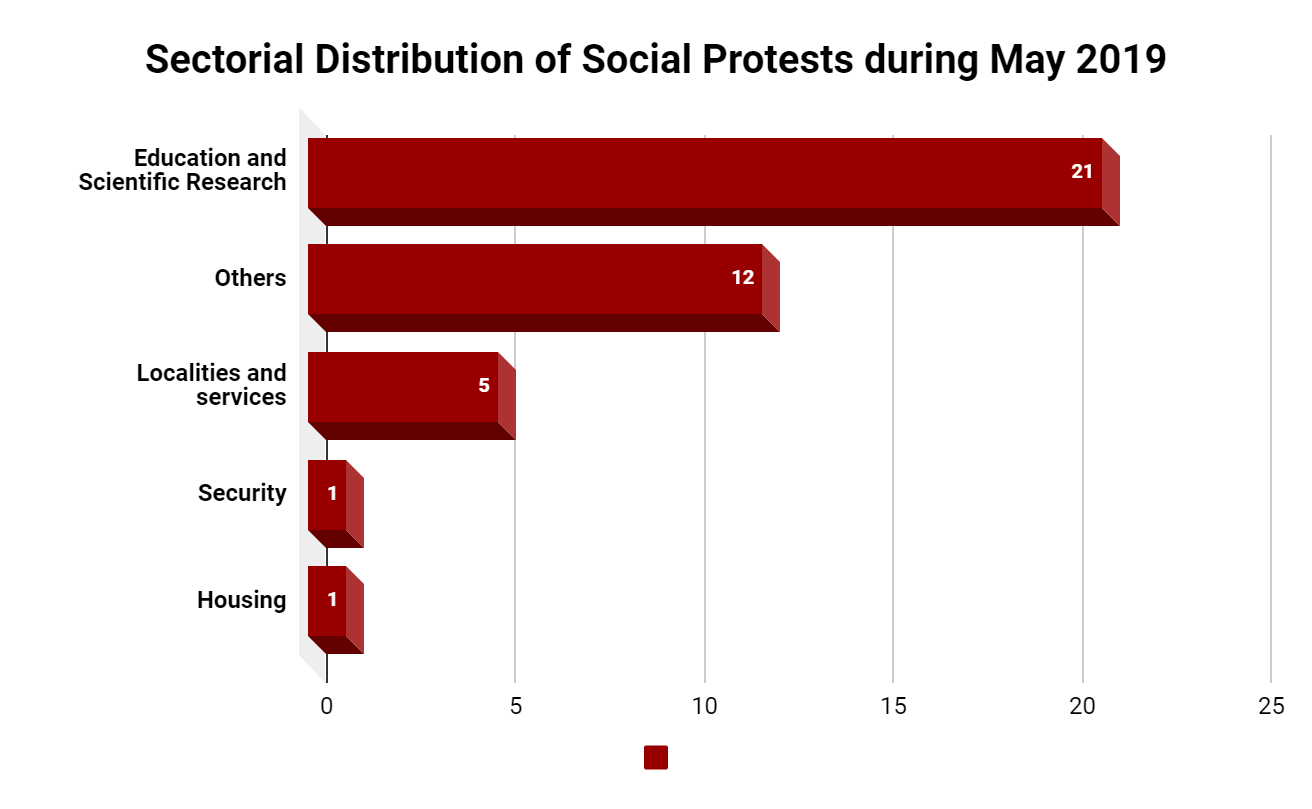 Sectorial Distribution of Social Protests during May 2019
Education and
Scientific Research
21
Others
12
Localities and
services
5
Security
1
Housing
1
0 5 10 15 20 25